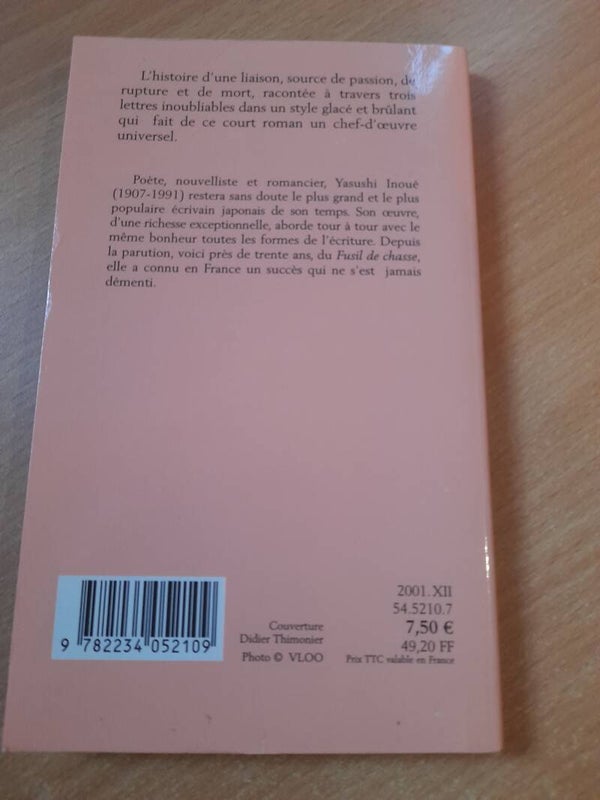 L'histoire d'une liaison, source de passion, de
rupture et de mort, racontée à travers trois
lettres inoubliables dans un style glacé et brûlant
qui fait de ce court roman un chef-d'œuvre
universel.
Poète, nouvelliste et romancier, Yasushi Inoué
(1907-1991) restera sans doute le plus grand et le plus
populaire écrivain japonais de son temps. Son œuvre,
d'une richesse exceptionnelle, aborde tour à tour avec le
même bonheur toutes les formes de l'écriture. Depuis
la parution, voici près de trente ans, du Fusil de chasse,
elle a connu en France un succès qui ne s'est jamais
démenti.
9 782234 052109
Couverture
Didier Thimonier
Photo © VLOO
2001.XII
54.5210.7
7,50 €
49,20 FF
Prix TTC valable en France